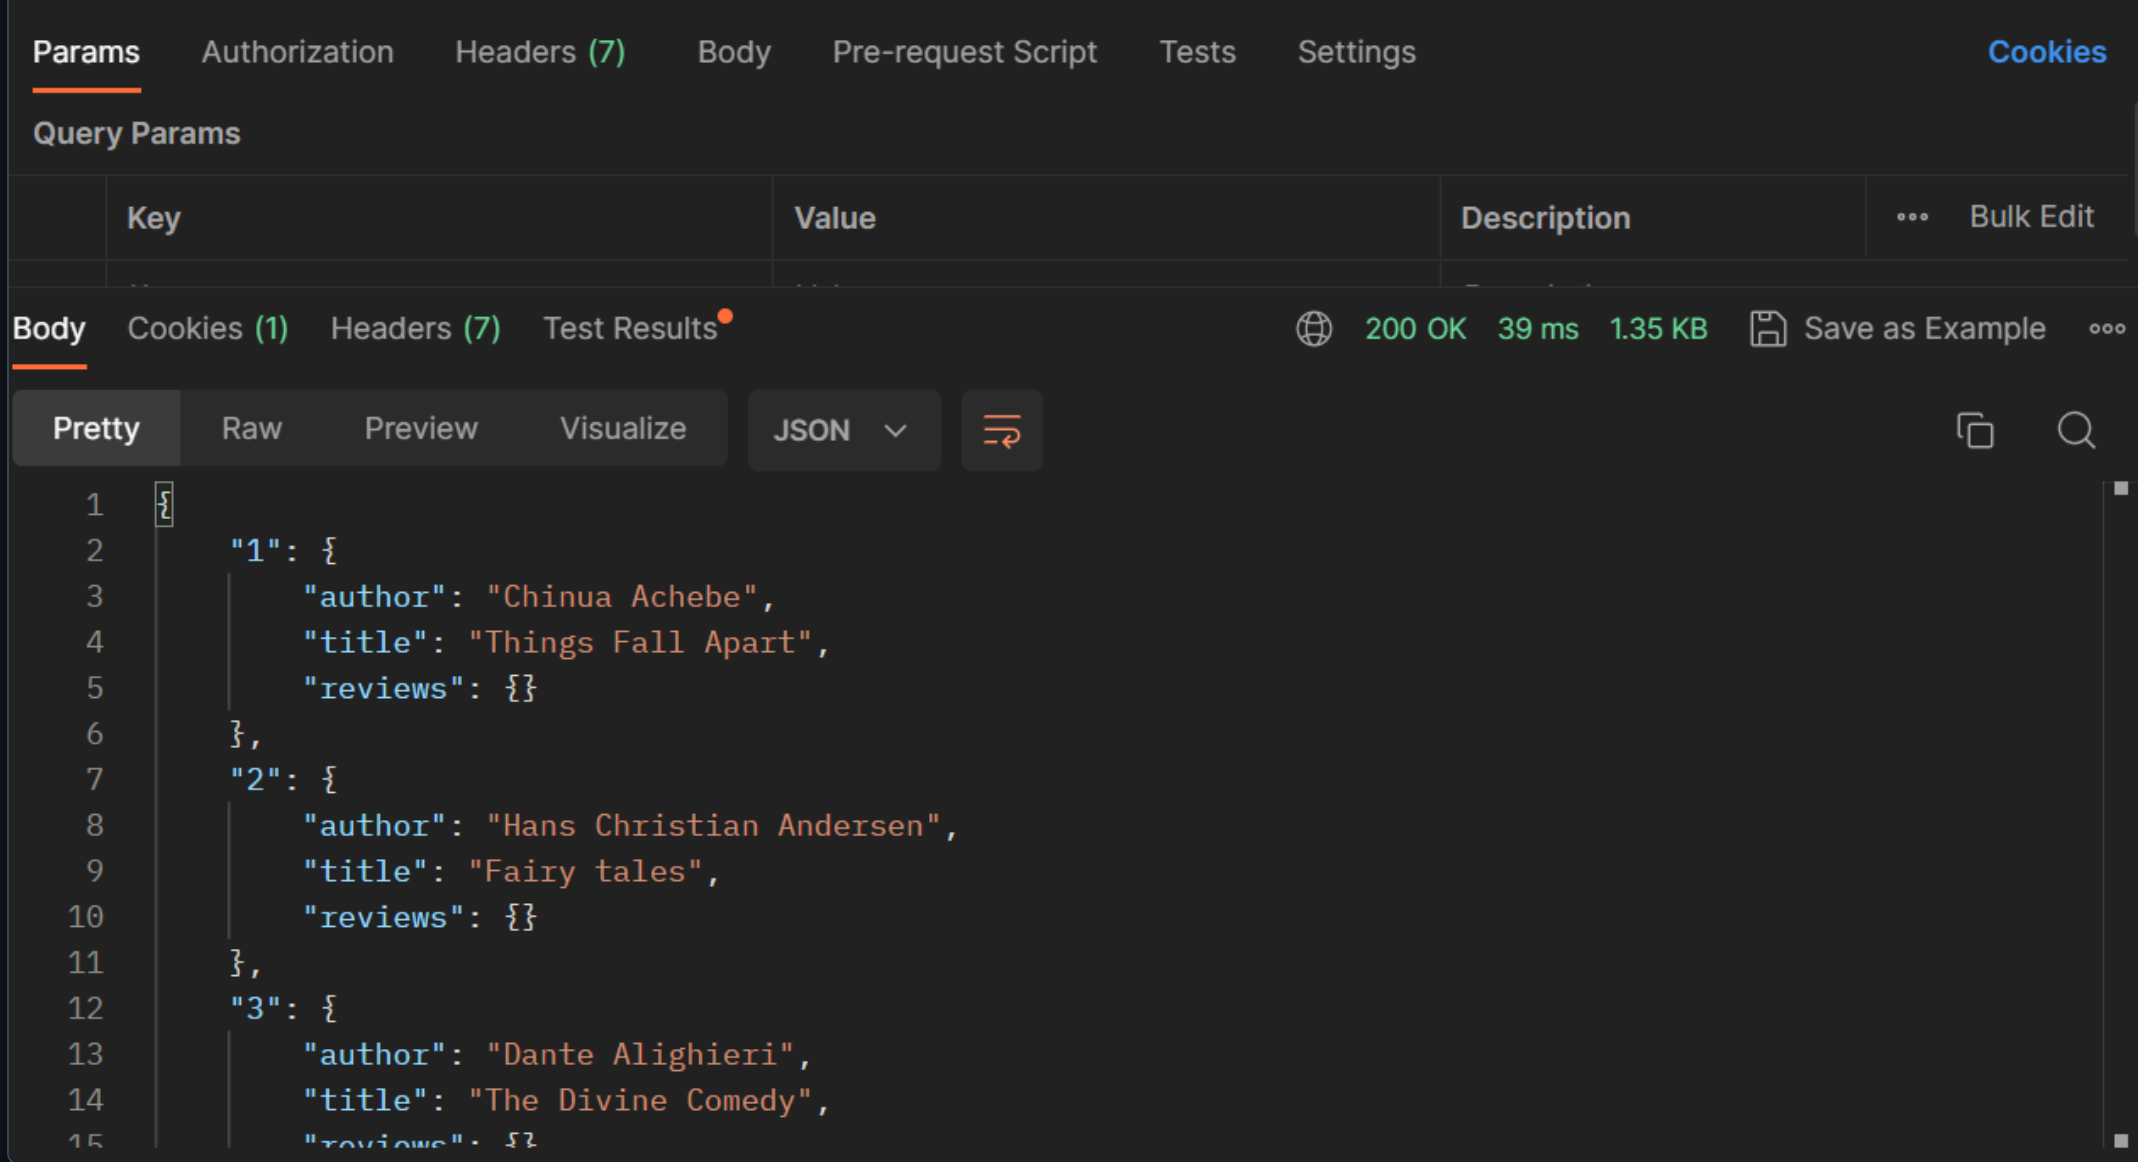 Params Authorization Headers (7) Body Pre-request Script Tests Settings Cookies
Query Params
Key Value Description Bulk Edit
Body Cookies (1) Headers (7) Test Results 200 OK 39 ms 1.35 KB Save as Example
Pretty Raw Preview Visualize JSON
1 {
2 "1": {
3 "author": "Chinua Achebe",
4 "title": "Things Fall Apart",
5 "reviews": {}
6 },
7 "2": {
8 "author": "Hans Christian Andersen",
9 "title": "Fairy tales",
10 "reviews": {}
11 },
12 "3": {
13 "author": "Dante Alighieri",
14 "title": "The Divine Comedy",
15 "reviews": {}